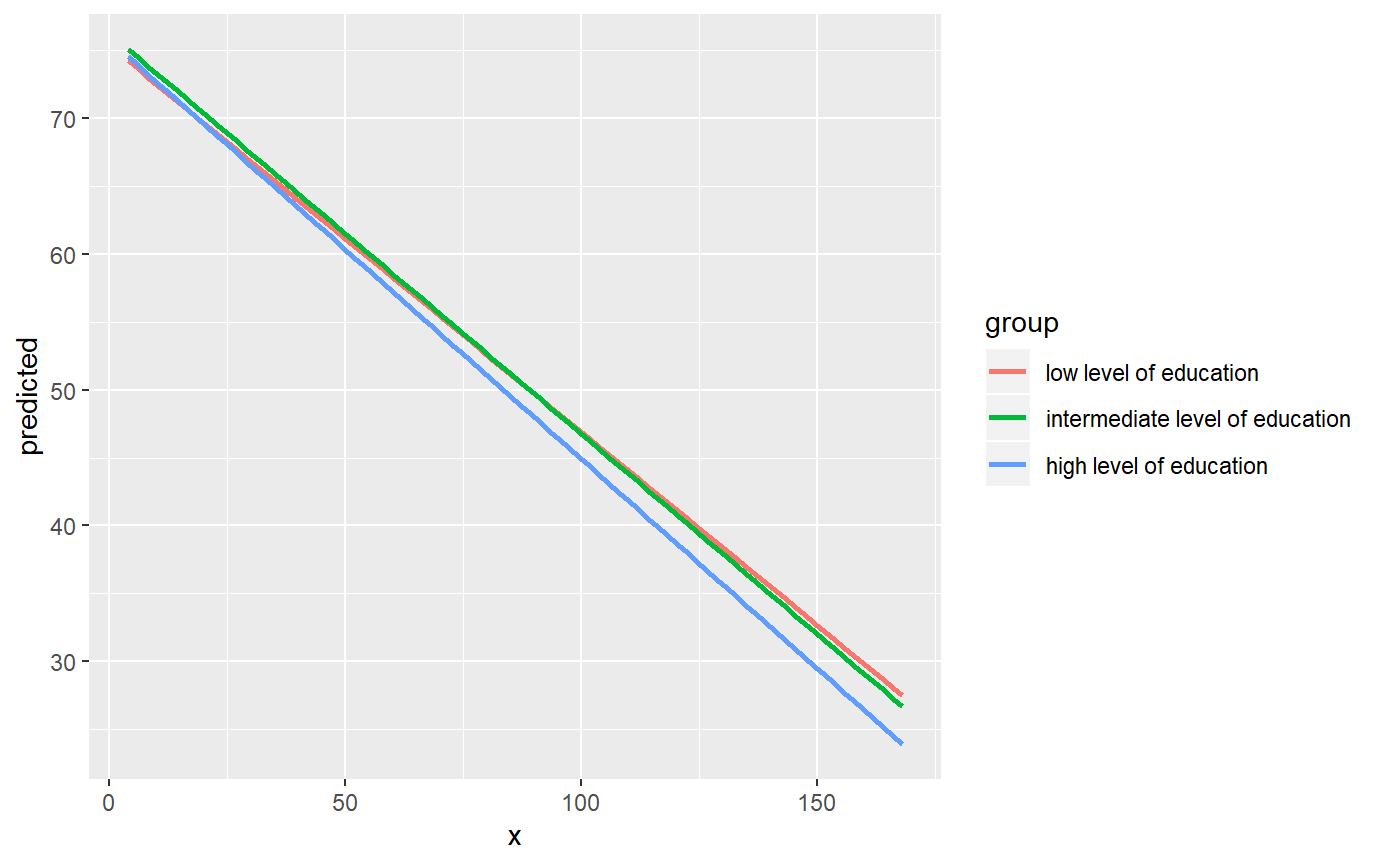 predicted
70
60
50
40
30
0
50
100
150
x
group
low level of education
intermediate level of education
high level of education